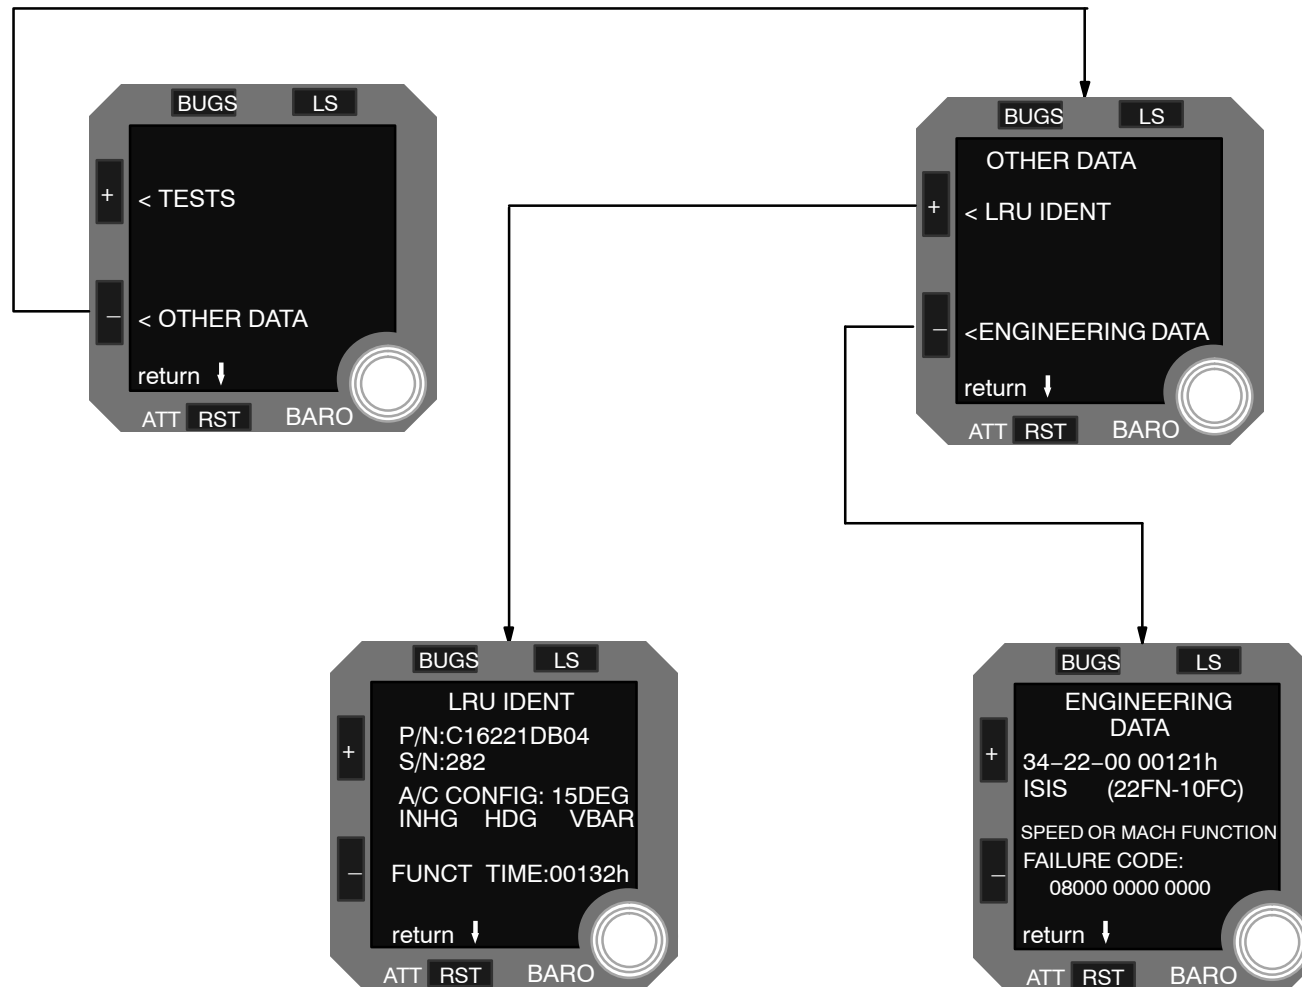 BUGS LS
+ < TESTS
– < OTHER DATA
return
ATT RST BARO
BUGS LS
OTHER DATA
+ < LRU IDENT
– <ENGINEERING DATA
return
ATT RST BARO
BUGS LS
LRU IDENT
P/N:C16221DB04
+
S/N:282
A/C CONFIG: 15DEG
INHG HDG VBAR
– FUNCT TIME:00132h
return
ATT RST BARO
BUGS LS
ENGINEERING
DATA
+ 34–22–00 00121h
ISIS (22FN-10FC)
SPEED OR MACH FUNCTION
FAILURE CODE:
– 08000 0000 0000
return
ATT RST BARO